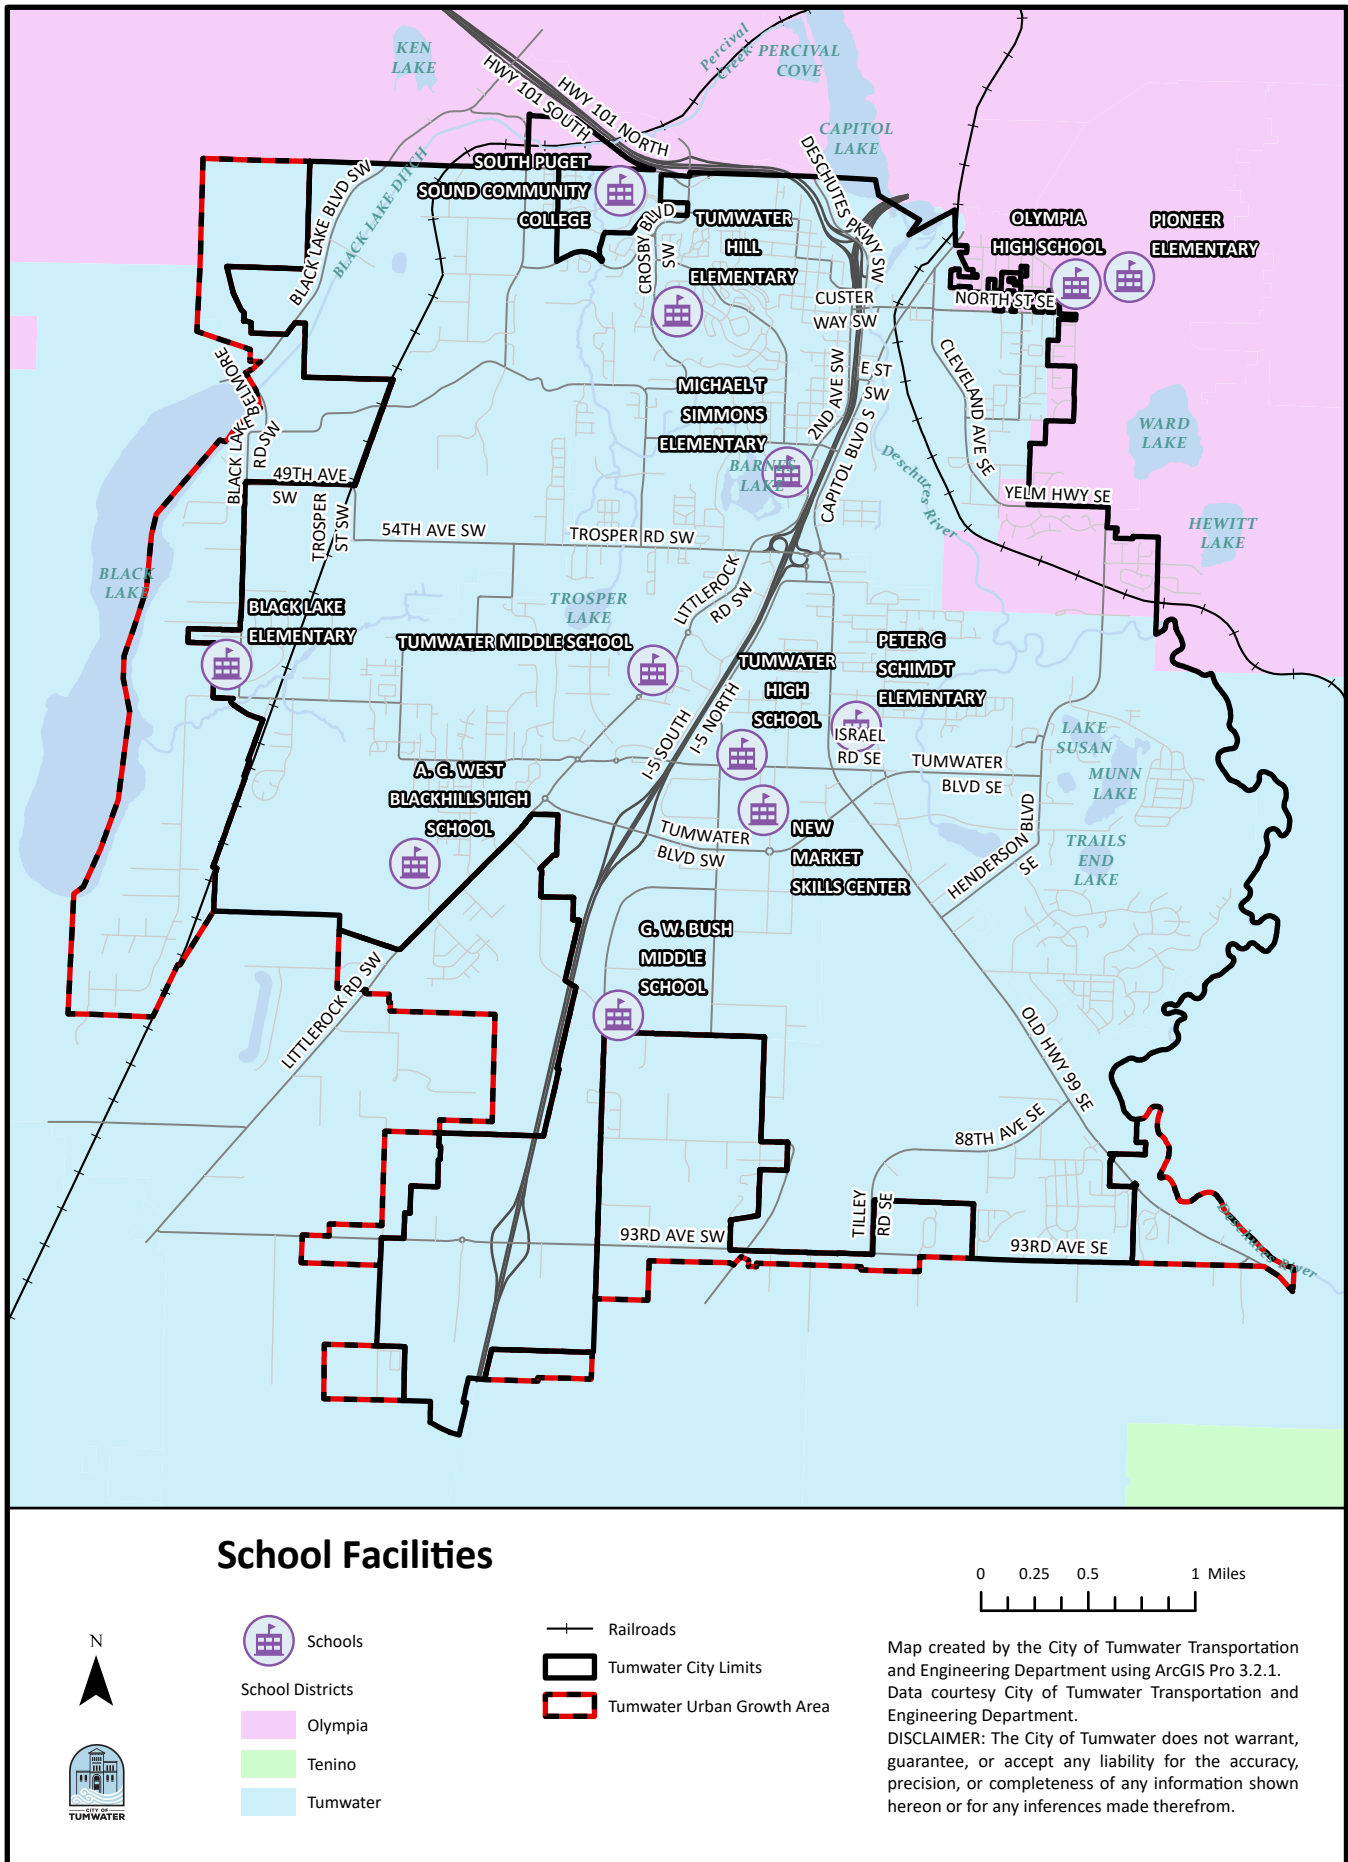 KEN
LAKE
HWY 101 SOUTH
HWY 101 NORTH
Percival
Creek
PERCIVAL
COVE
CAPITOL
LAKE
DESCHUTES PKWY SW
BLACK LAKE BLVD SW
BLACK LAKE DITCH
SOUTH PUGET
SOUND COMMUNITY
COLLEGE
CROSBY BLVD
SW
TUMWATER
HILL
ELEMENTARY
OLYMPIA
HIGH SCHOOL
PIONEER
ELEMENTARY
CUSTER
WAY SW
NORTH ST SE
CLEVELAND AVE SE
E ST
SW
2ND AVE SW
CAPITOL BLVD S
MICHAEL T
SIMMONS
ELEMENTARY
BARNES
LAKE
WARD
LAKE
Deschutes River
YELM HWY SE
HEWITT
LAKE
BLACK LAKE BELMORE
RD SW
49TH AVE
SW
TROSPER
ST SW
54TH AVE SW
TROSPER RD SW
BLACK
LAKE
BLACK LAKE
ELEMENTARY
TROSPER
LAKE
LITTLEROCK
RD SW
TUMWATER MIDDLE SCHOOL
TUMWATER
HIGH
SCHOOL
PETER G
SCHIMDT
ELEMENTARY
I-5 SOUTH
I-5 NORTH
ISRAEL
RD SE
TUMWATER
BLVD SE
LAKE
SUSAN
MUNN
LAKE
TRAILS
END
LAKE
HENDERSON BLVD
SE
A. G. WEST
BLACKHILLS HIGH
SCHOOL
TUMWATER
BLVD SW
NEW
MARKET
SKILLS CENTER
G. W. BUSH
MIDDLE
SCHOOL
LITTLEROCK RD SW
OLD HWY 99 SE
88TH AVE SE
TILLEY
RD SE
93RD AVE SW
93RD AVE SE
Deschutes River
School Facilities
N
CITY OF
TUMWATER
Schools
School Districts
Olympia
Tenino
Tumwater
Railroads
Tumwater City Limits
Tumwater Urban Growth Area
0 0.25 0.5 1 Miles
Map created by the City of Tumwater Transportation
and Engineering Department using ArcGIS Pro 3.2.1.
Data courtesy City of Tumwater Transportation and
Engineering Department.
DISCLAIMER: The City of Tumwater does not warrant,
guarantee, or accept any liability for the accuracy,
precision, or completeness of any information shown
hereon or for any inferences made therefrom.